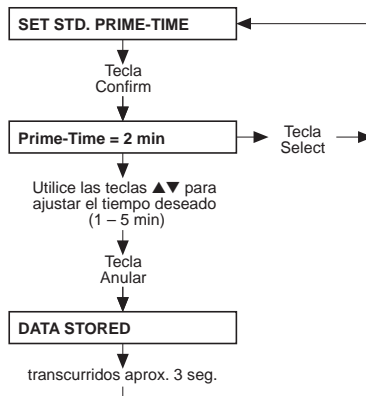 SET STD. PRIME-TIME
Tecla
Confirm
Prime-Time = 2 min
Tecla
Select
Utilice las teclas ▲▼ para
ajustar el tiempo deseado
(1 – 5 min)
Tecla
Anular
DATA STORED
transcurridos aprox. 3 seg.